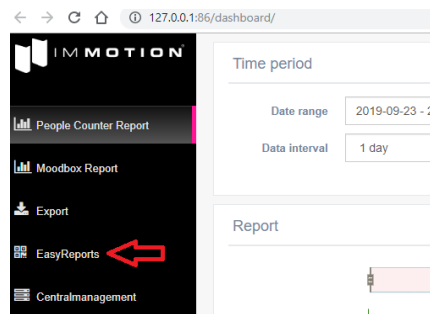 127.0.0.1:86/dashboard/
IMMOTION
Time period
Date range
2019-09-23 -
Data interval
1 day
People Counter Report
Moodbox Report
Export
Report
EasyReports
Centralmanagement